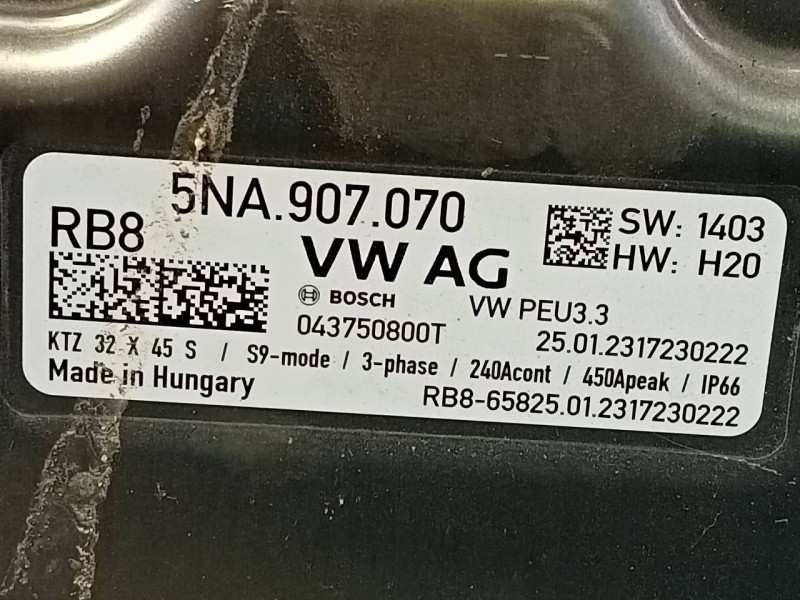 5NA.907.070
RB8
SW: 1403
HW: H20
VW AG
BOSCH
VW PEU3.3
043750800T
25.01.2317230222
KTZ 32 X 45 S / S9-mode / 3-phase / 240Acont / 450Apeak / IP66
Made in Hungary
RB8-65825.01.2317230222